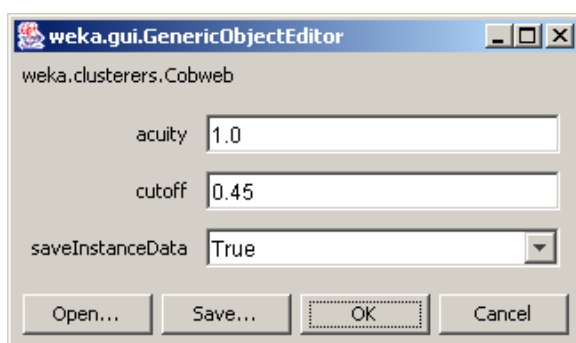 weka.gui.GenericObjectEditor
weka.clusterers.Cobweb
acuity 1.0
cutoff 0.45
saveInstanceData True
Open... Save... OK Cancel